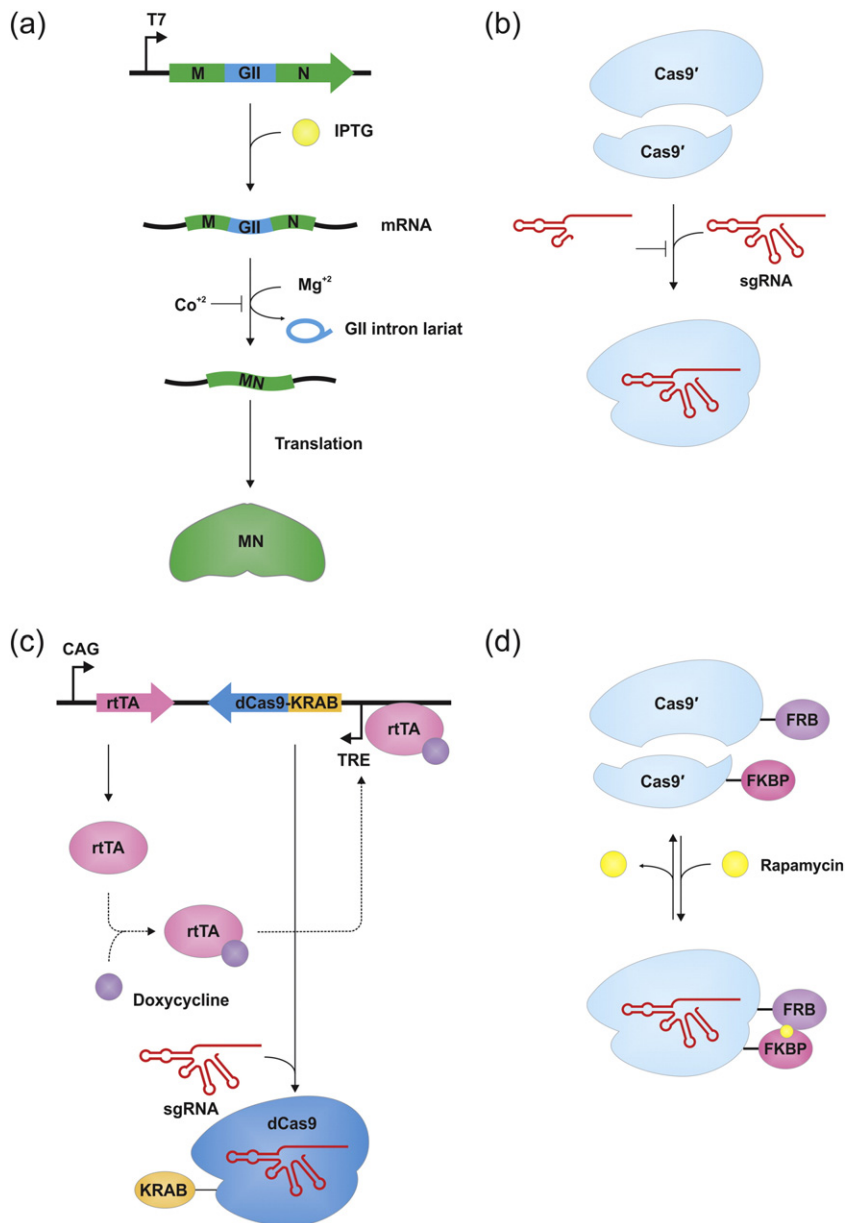 (a)
T7
M GII N
IPTG
M GII N
mRNA
Mg+2
Co+2
GII intron lariat
MN
Translation
MN
(b)
Cas9′
Cas9′
sgRNA
(c)
CAG
rtTA
dCas9-KRAB
rtTA
TRE
rtTA
rtTA
Doxycycline
sgRNA
dCas9
KRAB
(d)
Cas9′
FRB
Cas9′
FKBP
Rapamycin
FRB
FKBP